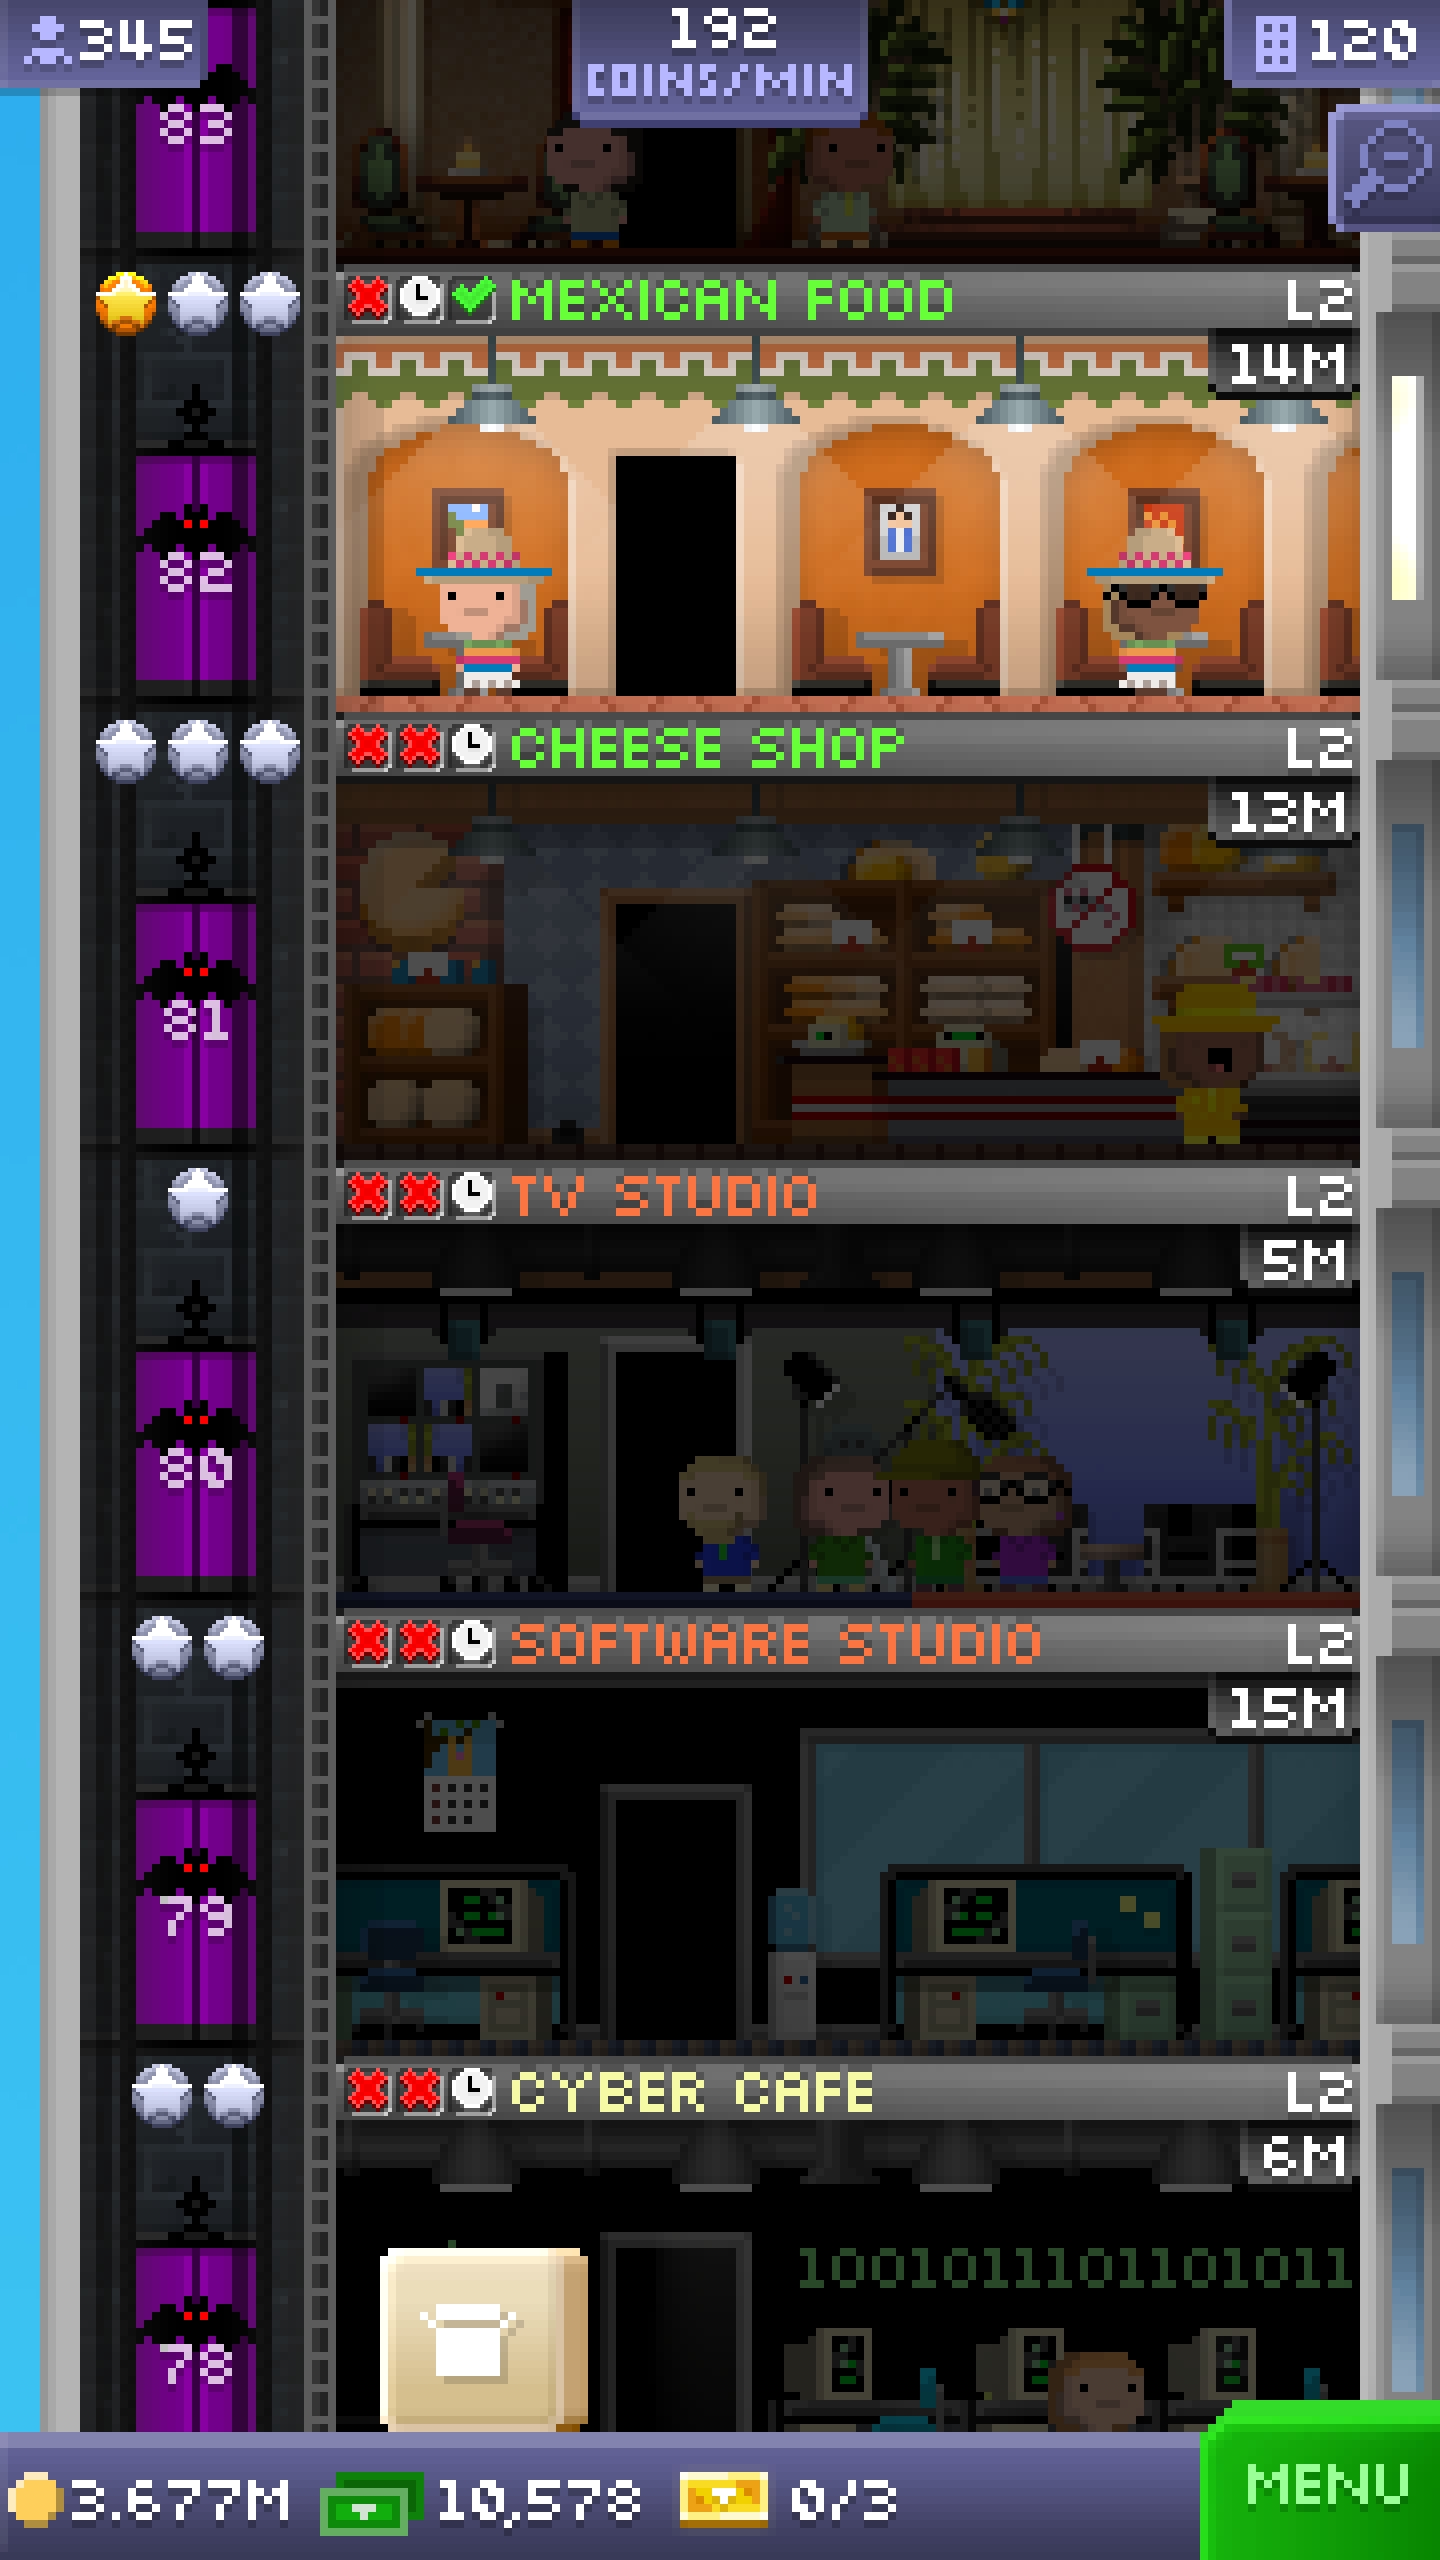 345
192
COINS/MIN
120
83
MEXICAN FOOD
L2
14M
82
CHEESE SHOP
L2
13M
81
TV STUDIO
L2
5M
80
SOFTWARE STUDIO
L2
15M
79
CYBER CAFE
L2
6M
1001011101101011
78
3.677M
10,578
0/3
MENU